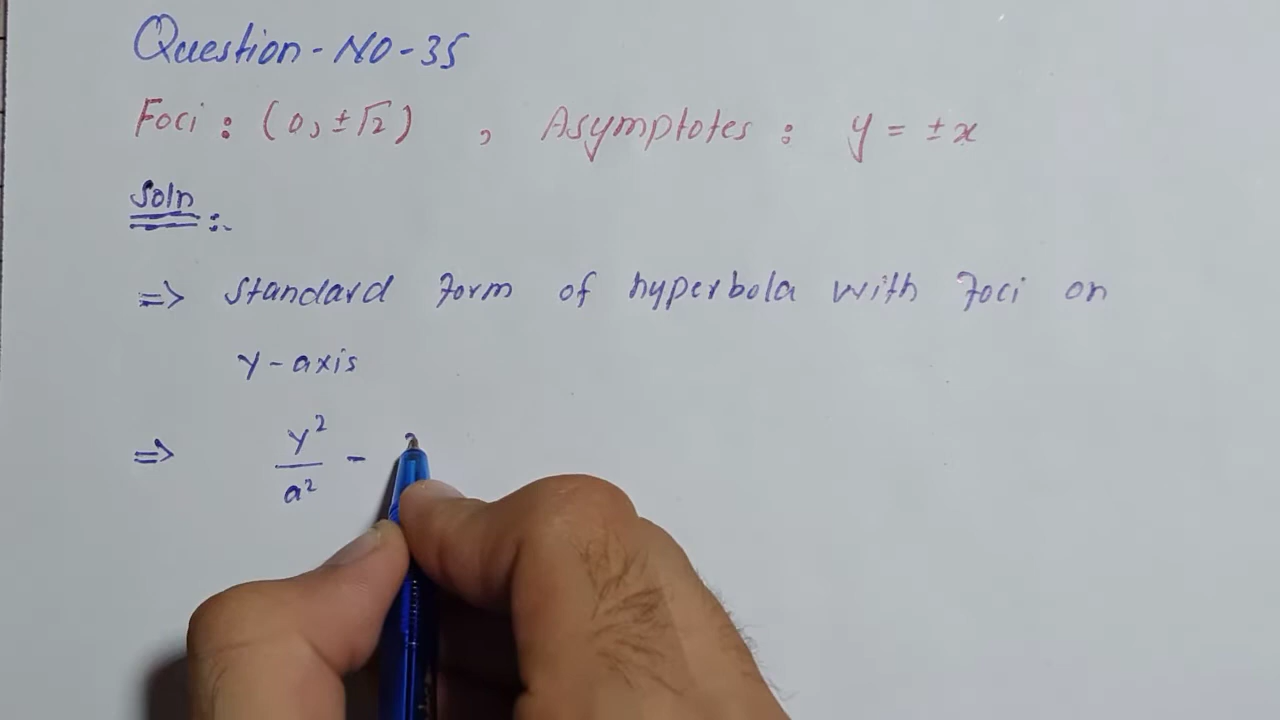 Question-No-35
Foci : (0, ±√2) , Asymptotes : y = ±x
Soln :-
=> standard form of hyperbola with foci on
y-axis
=> y²/a² -